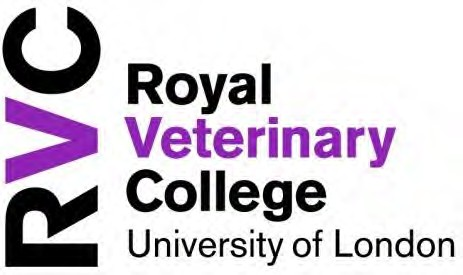 RVC
Royal
Veterinary
College
University of London